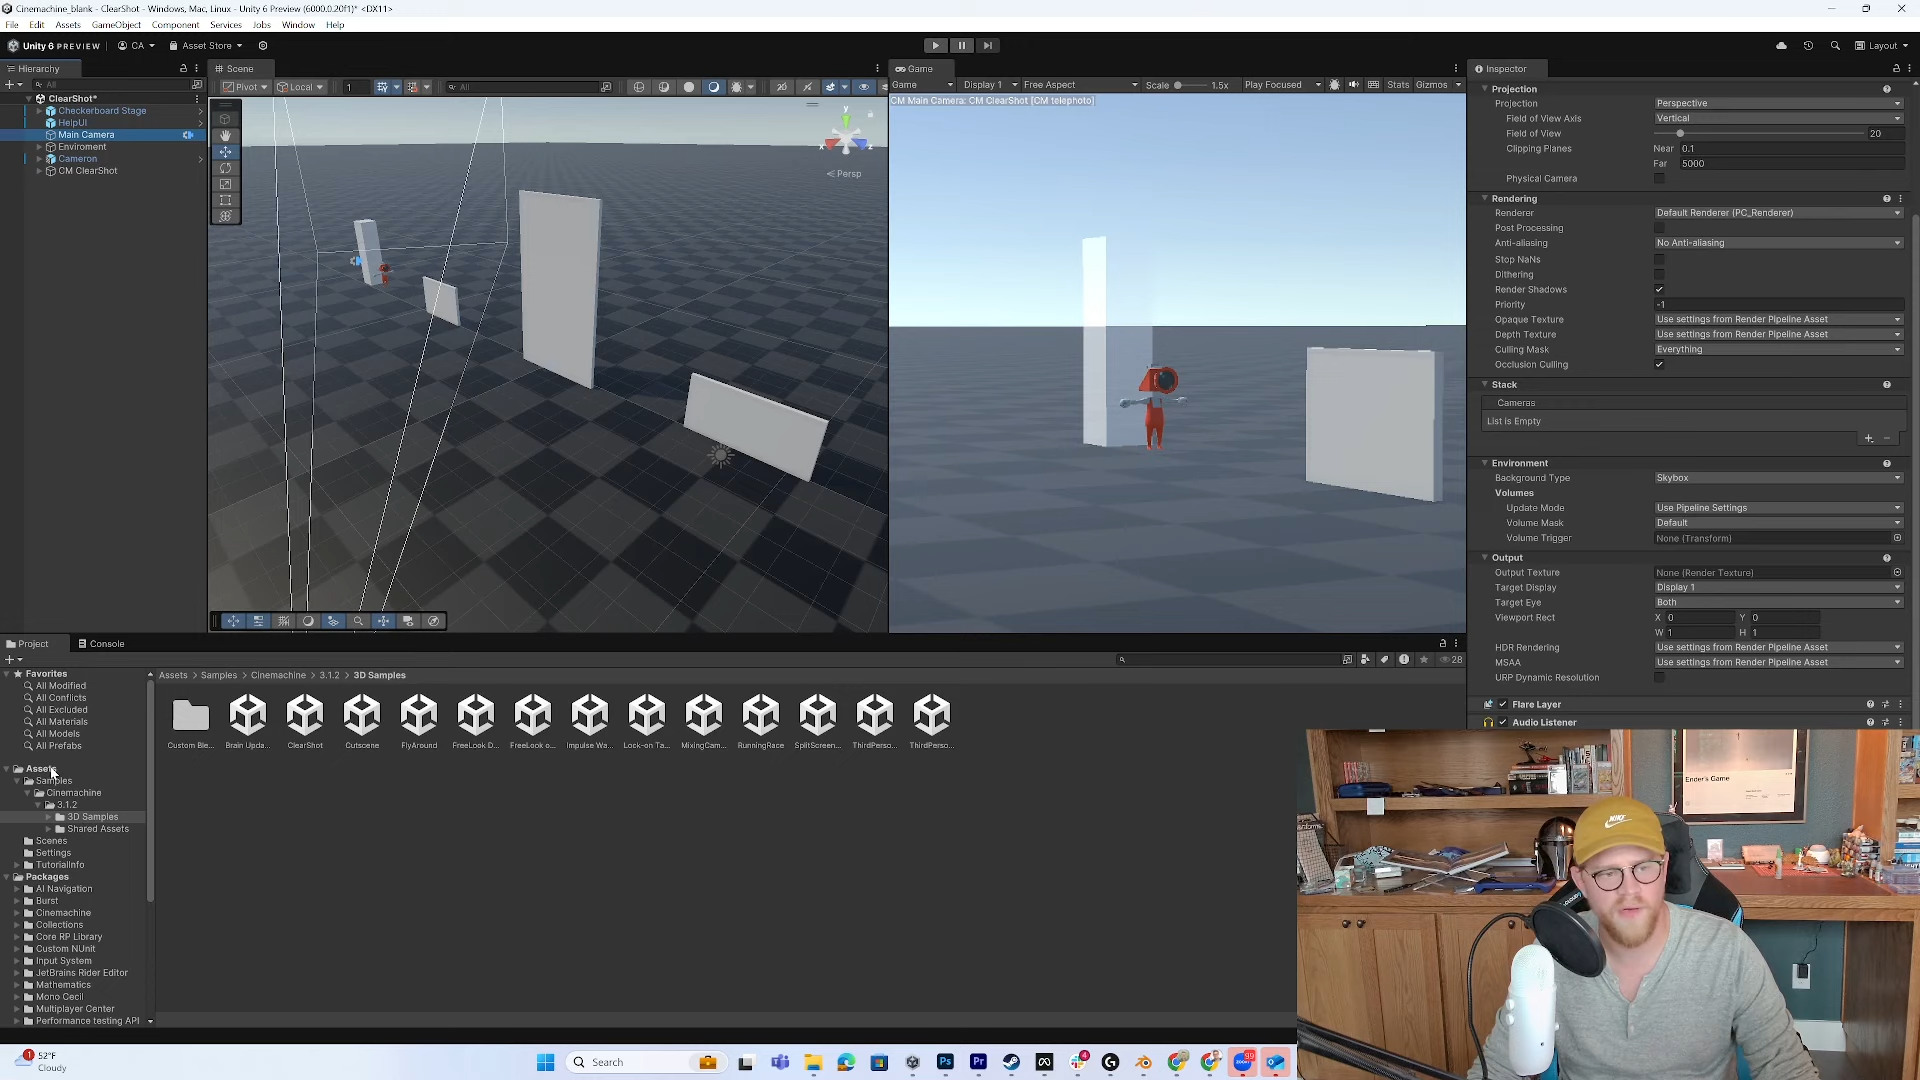 Cinemachine_blank - ClearShot - Windows, Mac, Linux - Unity 6 Preview (6000.0.20f1)* <DX11>
File Edit Assets GameObject Component Services Jobs Window Help
Unity 6 PREVIEW CA Asset Store Layout
Hierarchy
All
ClearShot*
Checkerboard Stage
HelpUI
Main Camera
Enviroment
Cameron
CM ClearShot
Scene
Pivot Local 1 All
y
x z
Persp
Game
Game Display 1 Free Aspect Scale 1.5x Play Focused Stats Gizmos
CM Main Camera: CM ClearShot [CM telephoto]
Inspector
Projection
Projection Perspective
Field of View Axis Vertical
Field of View 20
Clipping Planes Near 0.1
Far 5000
Physical Camera
Rendering
Renderer Default Renderer (PC_Renderer)
Post Processing
Anti-aliasing No Anti-aliasing
Stop NaNs
Dithering
Render Shadows
Priority -1
Opaque Texture Use settings from Render Pipeline Asset
Depth Texture Use settings from Render Pipeline Asset
Culling Mask Everything
Occlusion Culling
Stack
Cameras
List is Empty
Environment
Background Type Skybox
Volumes
Update Mode Use Pipeline Settings
Volume Mask Default
Volume Trigger None (Transform)
Output
Output Texture None (Render Texture)
Target Display Display 1
Target Eye Both
Viewport Rect X 0 Y 0
W 1 H 1
HDR Rendering Use settings from Render Pipeline Asset
MSAA Use settings from Render Pipeline Asset
URP Dynamic Resolution
Flare Layer
Audio Listener
Project Console
28
Favorites
All Modified
All Conflicts
All Excluded
All Materials
All Models
All Prefabs
Assets
Samples
Cinemachine
3.1.2
3D Samples
Shared Assets
Scenes
Settings
TutorialInfo
Packages
AI Navigation
Burst
Cinemachine
Collections
Core RP Library
Custom NUnit
Input System
JetBrains Rider Editor
Mathematics
Mono Cecil
Multiplayer Center
Performance testing API
Assets > Samples > Cinemachine > 3.1.2 > 3D Samples
Custom Ble... Brain Upda... ClearShot Cutscene FlyAround FreeLook D... FreeLook o... Impulse Wa... Lock-on Ta... MixingCam... RunningRace SplitScreen... ThirdPerso... ThirdPerso...
Ender's Game
1 52°F
Cloudy
Search
Ps Pr 4 99